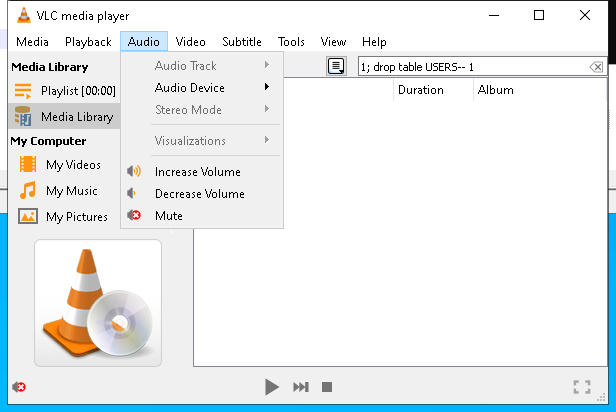 VLC media player
Media Playback Audio Video Subtitle Tools View Help
Media Library
Playlist [00:00]
Media Library
My Computer
My Videos
My Music
My Pictures
Audio Track
Audio Device
Stereo Mode
Visualizations
Increase Volume
Decrease Volume
Mute
1; drop table USERS-- 1
Duration Album